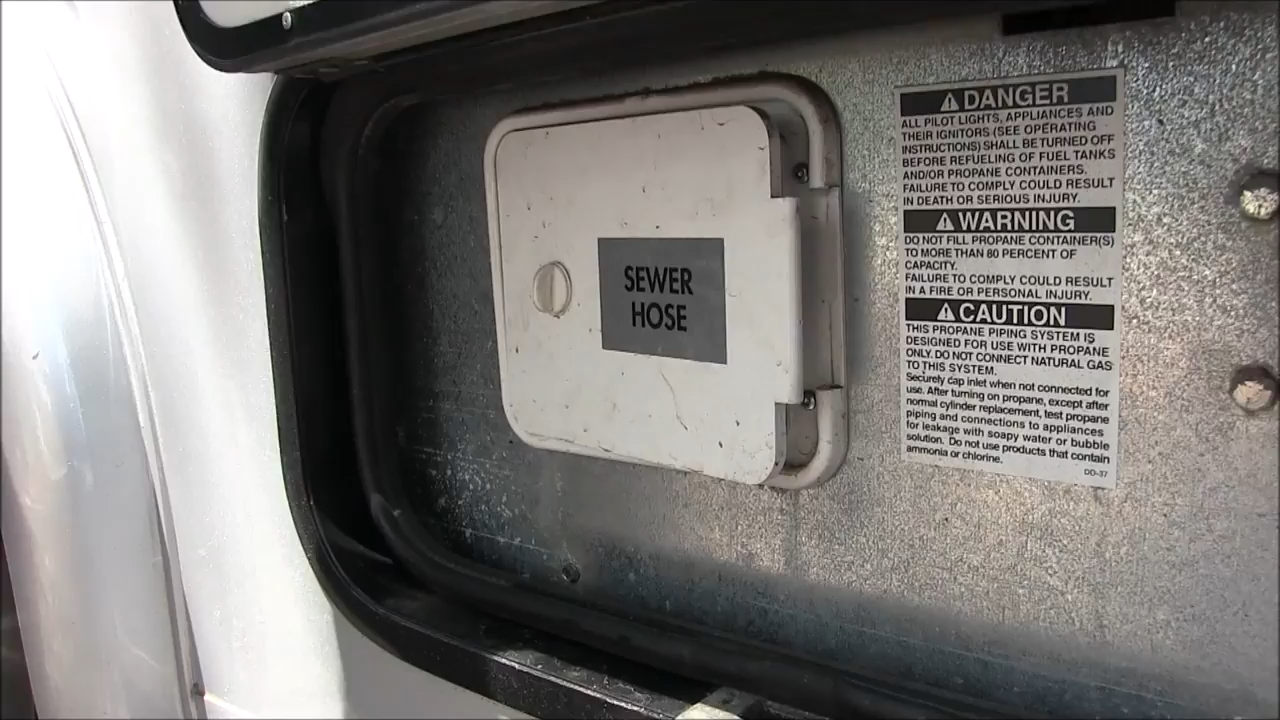 SEWER
HOSE
DANGER
ALL PILOT LIGHTS, APPLIANCES AND
THEIR IGNITORS (SEE OPERATING
INSTRUCTIONS) SHALL BE TURNED OFF
BEFORE REFUELING OF FUEL TANKS
AND/OR PROPANE CONTAINERS.
FAILURE TO COMPLY COULD RESULT
IN DEATH OR SERIOUS INJURY.
WARNING
DO NOT FILL PROPANE CONTAINER(S)
TO MORE THAN 80 PERCENT OF
CAPACITY.
FAILURE TO COMPLY COULD RESULT
IN A FIRE OR PERSONAL INJURY.
CAUTION
THIS PROPANE PIPING SYSTEM IS
DESIGNED FOR USE WITH PROPANE
ONLY. DO NOT CONNECT NATURAL GAS
TO THIS SYSTEM.
Securely cap inlet when not connected for
use. After turning on propane, except after
normal cylinder replacement, test propane
piping and connections to appliances
for leakage with soapy water or bubble
solution. Do not use products that contain
ammonia or chlorine.
DD-37